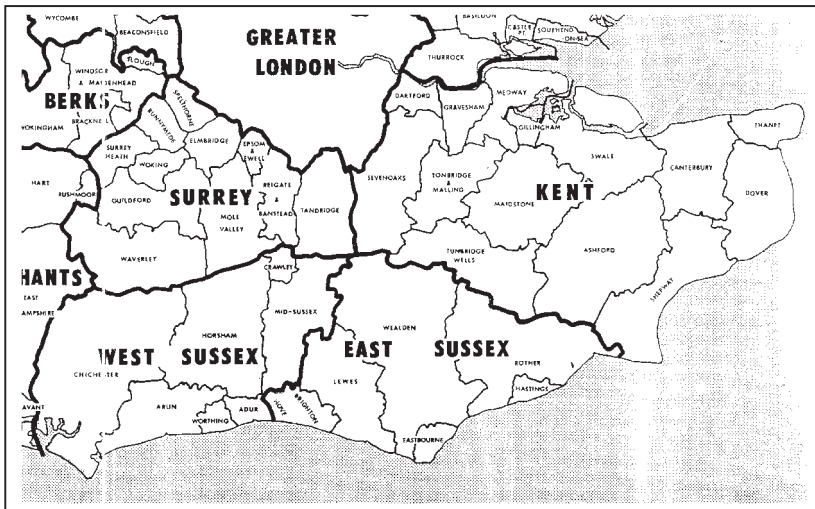 WYCOMBE
BEACONSFIELD
SLOUGH
WINDSOR
&
MAIDENHEAD
BERKS
BRACKNELL
WOKINGHAM
GREATER
LONDON
BASILDON
CASTLE
PT.
SOUTHEND
-ON-SEA
THURROCK
DARTFORD
GRAVESHAM
MEDWAY
GILLINGHAM
SWALE
THANET
CANTERBURY
DOVER
SPELTHORNE
RUNNYMEDE
ELMBRIDGE
EPSOM
&
EWELL
SURREY
HEATH
WOKING
HART
RUSHMOOR
GUILDFORD
SURREY
MOLE
VALLEY
REIGATE
&
BANSTEAD
TANDRIDGE
SEVENOAKS
TONBRIDGE
&
MALLING
KENT
MAIDSTONE
ASHFORD
SHEPWAY
WAVERLEY
TUNBRIDGE
WELLS
HANTS
EAST
AMPSHIRE
CRAWLEY
MID-SUSSEX
HORSHAM
WEST SUSSEX
CHICHESTER
WEALDEN
EAST SUSSEX
LEWES
ROTHER
HASTINGS
AVANT
ARUN
WORTHING
ADUR
HOVE
BRIGHTON
EASTBOURNE